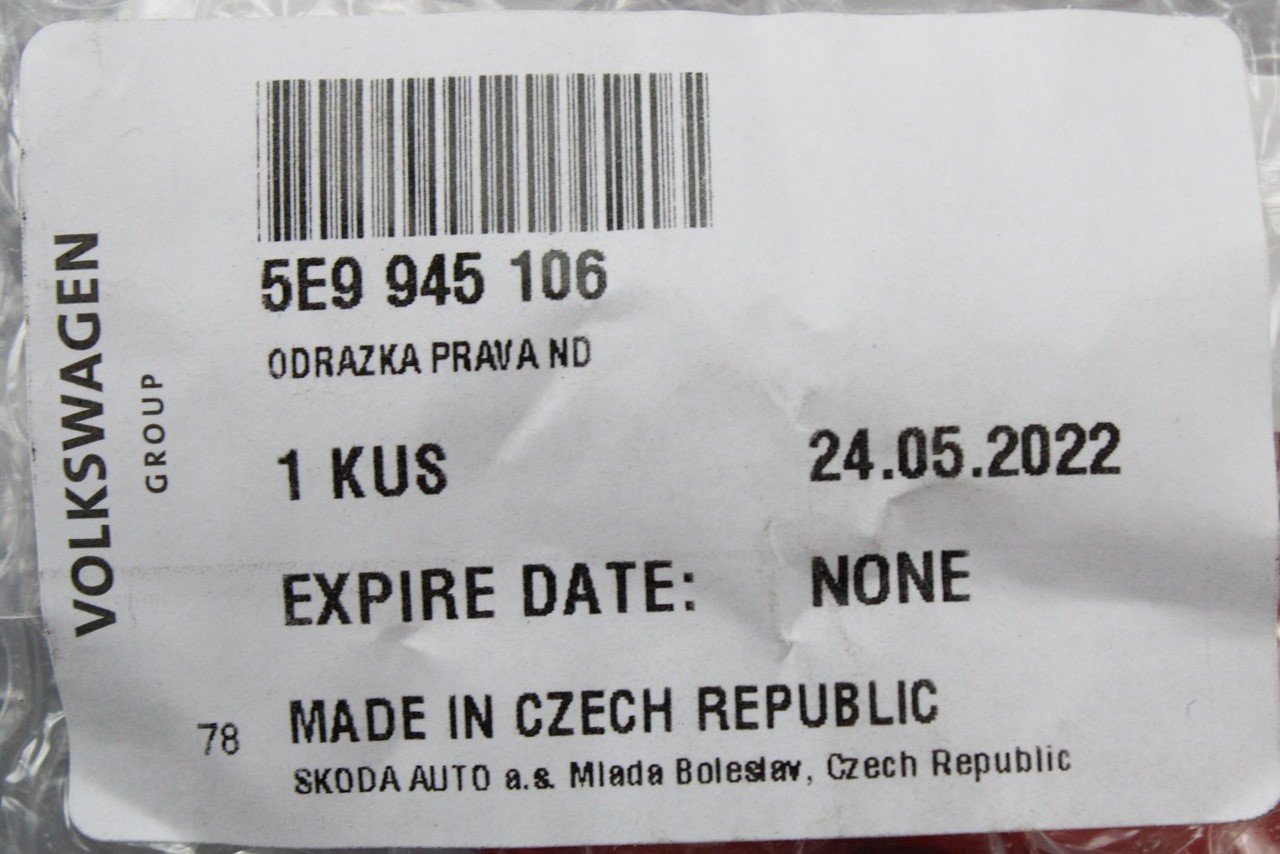 VOLKSWAGEN
GROUP
5E9 945 106
ODRAZKA PRAVA ND
1 KUS 24.05.2022
EXPIRE DATE: NONE
78 MADE IN CZECH REPUBLIC
SKODA AUTO a.s. Mlada Boleslav, Czech Republic